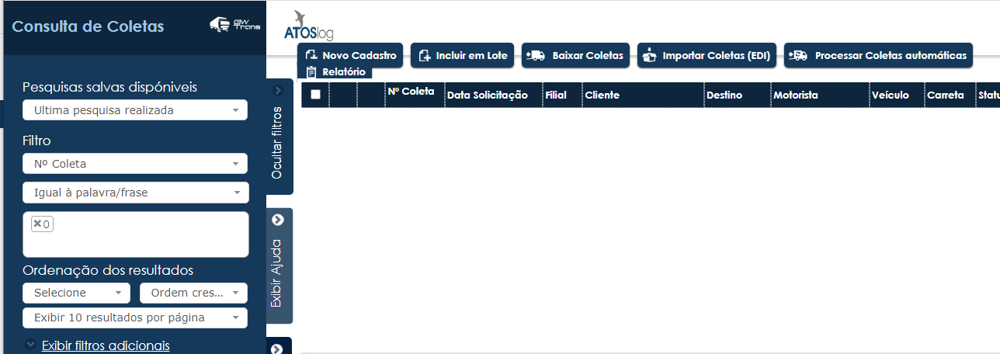 Consulta de Coletas
GW Trans
Pesquisas salvas dispóniveis
Ultima pesquisa realizada
Filtro
Nº Coleta
Igual à palavra/frase
0
Ordenação dos resultados
Selecione
Ordem cres...
Exibir 10 resultados por página
Exibir filtros adicionais
Ocultar filtros
Exibir Ajuda
ATOSlog
Novo Cadastro
Incluir em Lote
Baixar Coletas
Importar Coletas (EDI)
Processar Coletas automáticas
Relatório
Nº Coleta
Data Solicitação
Filial
Cliente
Destino
Motorista
Veículo
Carreta
Statu